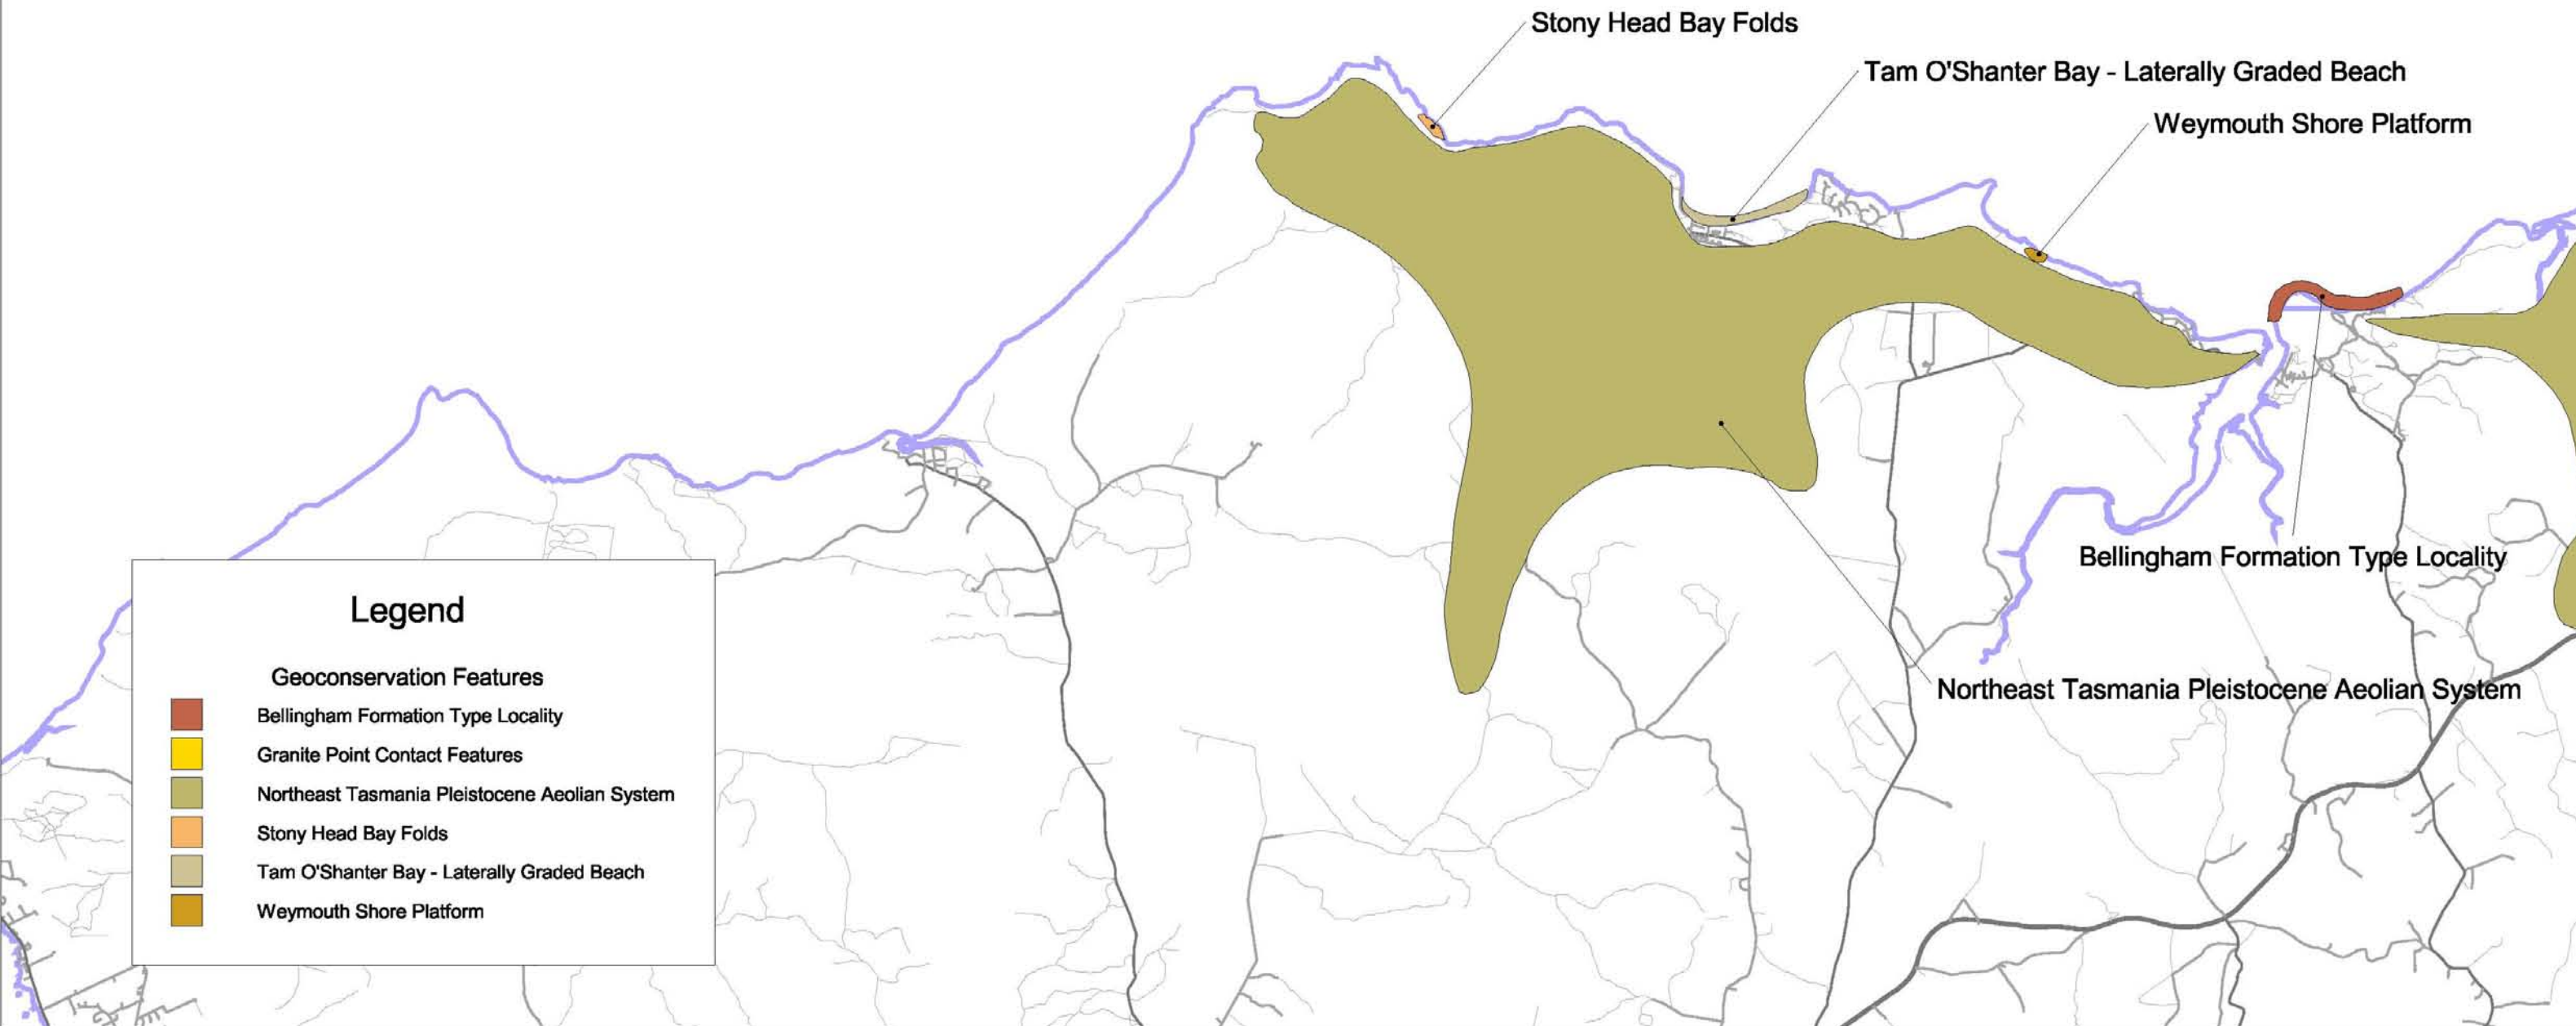 Stony Head Bay Folds
Tam O'Shanter Bay - Laterally Graded Beach
Weymouth Shore Platform
Bellingham Formation Type Locality
Northeast Tasmania Pleistocene Aeolian System
Legend
Geoconservation Features
Bellingham Formation Type Locality
Granite Point Contact Features
Northeast Tasmania Pleistocene Aeolian System
Stony Head Bay Folds
Tam O'Shanter Bay - Laterally Graded Beach
Weymouth Shore Platform